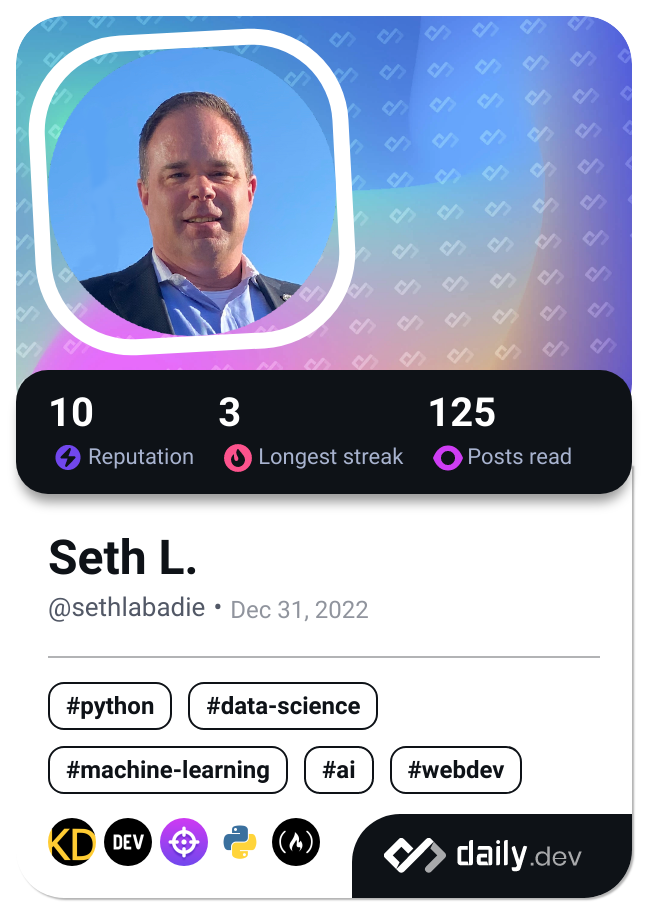 10 3 125
Reputation Longest streak Posts read
Seth L.
@sethlabadie • Dec 31, 2022
#python #data-science
#machine-learning #ai #webdev
KD DEV
daily.dev